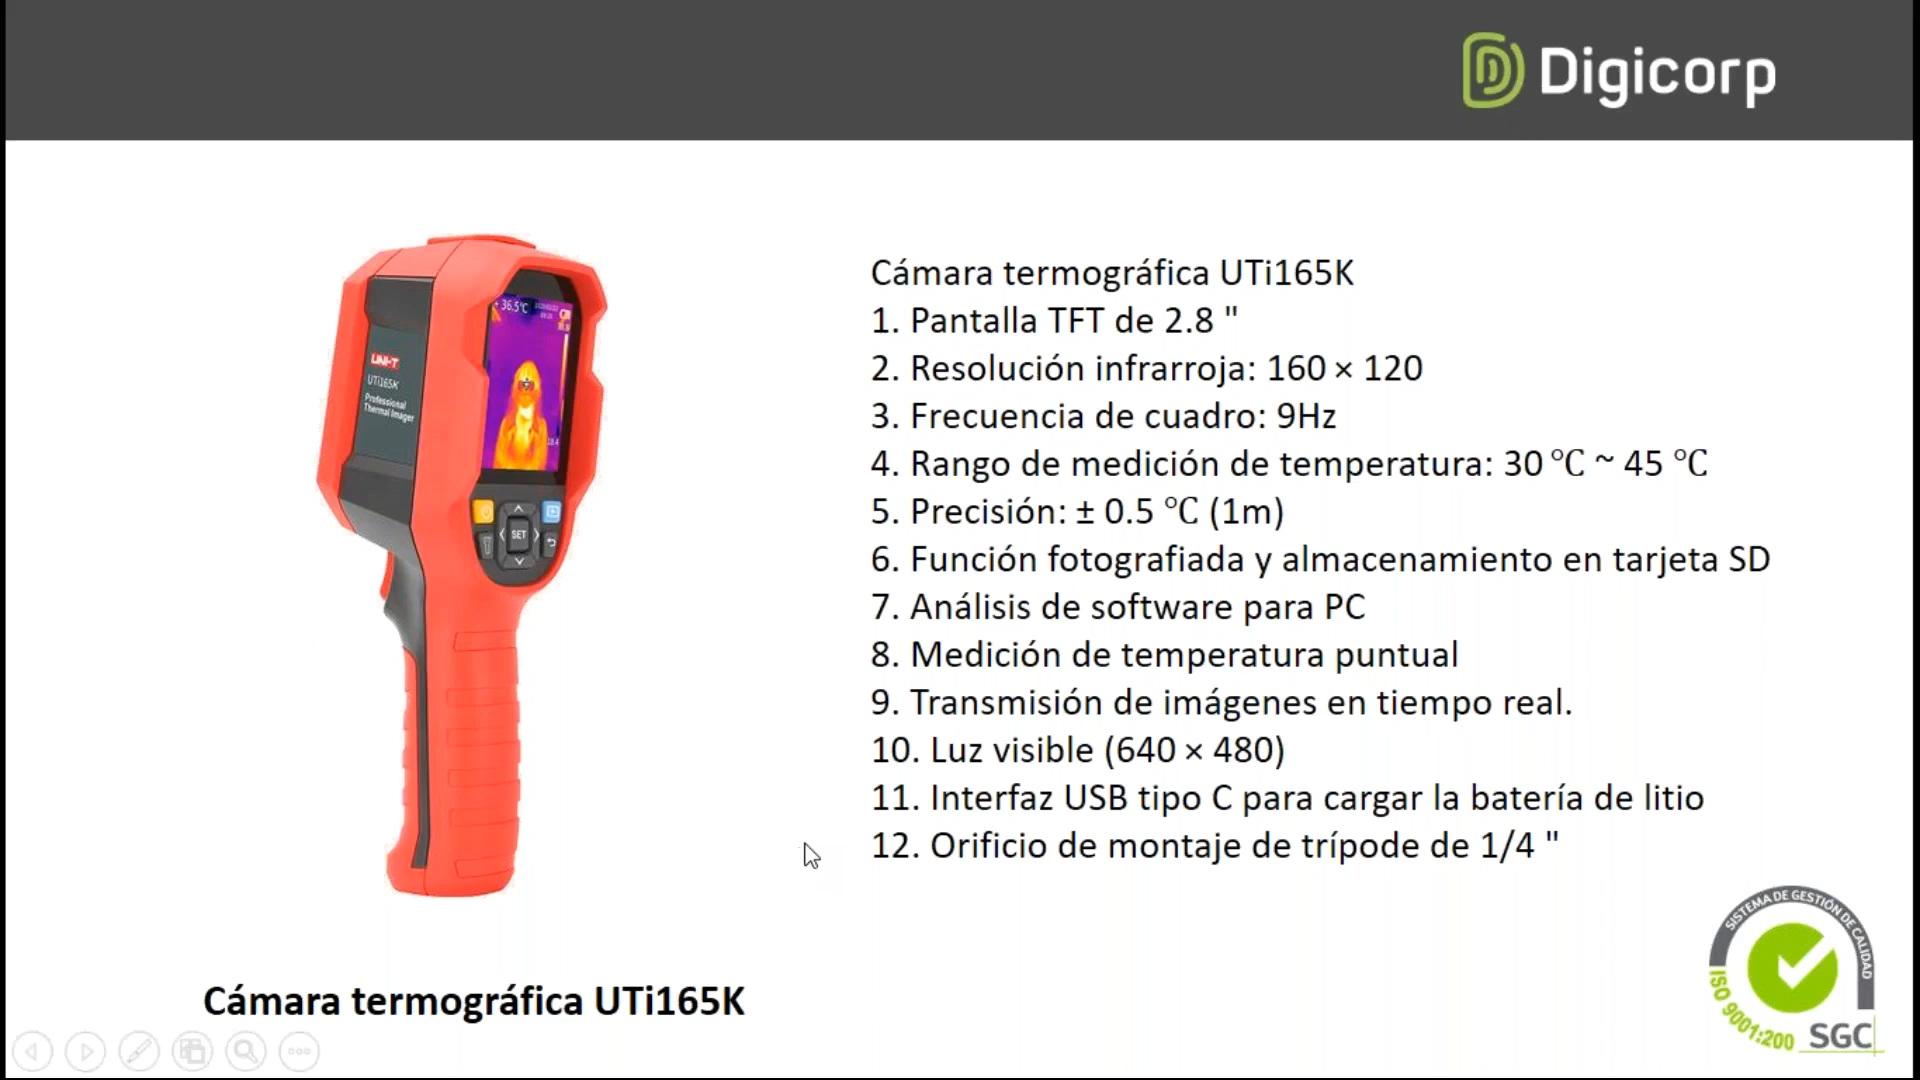 Digicorp
Cámara termográfica UTi165K
1. Pantalla TFT de 2.8 "
2. Resolución infrarroja: 160 × 120
3. Frecuencia de cuadro: 9Hz
4. Rango de medición de temperatura: 30 ℃ ~ 45 ℃
5. Precisión: ± 0.5 ℃ (1m)
6. Función fotografiada y almacenamiento en tarjeta SD
7. Análisis de software para PC
8. Medición de temperatura puntual
9. Transmisión de imágenes en tiempo real.
10. Luz visible (640 × 480)
11. Interfaz USB tipo C para cargar la batería de litio
12. Orificio de montaje de trípode de 1/4 "
36.5°C
UNI-T
UTi165K
Professional
Thermal Imager
SET
Cámara termográfica UTi165K
SISTEMA DE GESTIÓN DE CALIDAD
ISO 9001:200
SGC